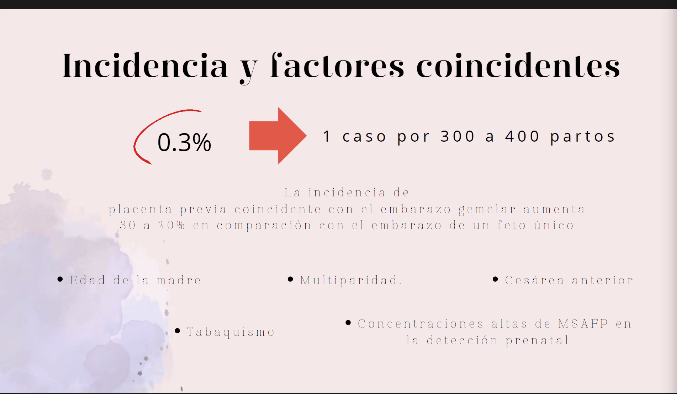 Incidencia y factores coincidentes
0.3%
1 caso por 300 a 400 partos
La incidencia de
placenta previa coincidente con el embarazo gemelar aumenta
30 a 70% en comparación con el embarazo de un feto único
Edad de la madre
Multiparidad.
Cesárea anterior
Tabaquismo
Concentraciones altas de MSAFP en
la detección prenatal